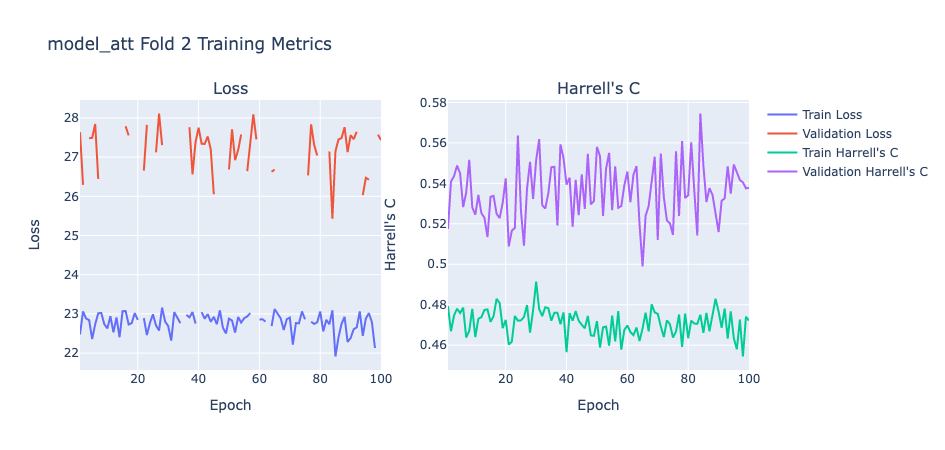 model_att Fold 2 Training Metrics
Loss
Harrell's C
28
27
26
25
24
23
22
Loss
20
40
60
80
100
Epoch
0.58
0.56
0.54
0.52
0.5
0.48
0.46
Harrell's C
20
40
60
80
100
Epoch
Train Loss
Validation Loss
Train Harrell's C
Validation Harrell's C